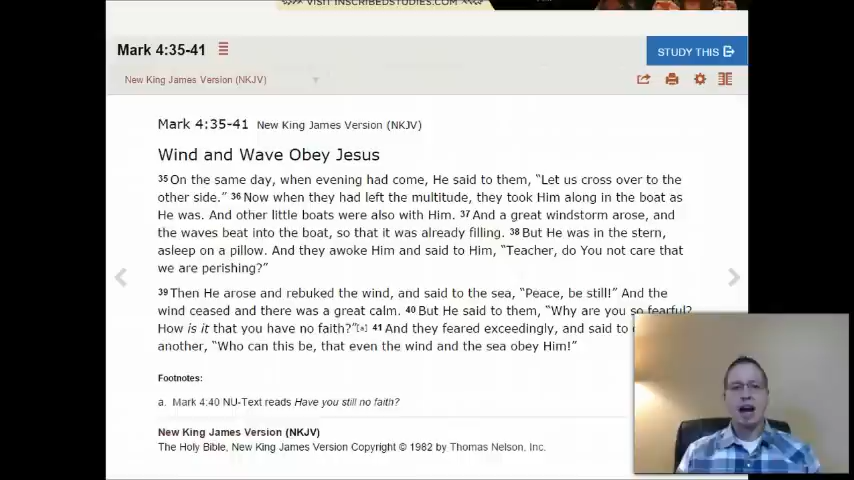 VISIT INSCRIBEDSTUDIES.COM
Mark 4:35-41
STUDY THIS
New King James Version (NKJV)
Mark 4:35-41 New King James Version (NKJV)
Wind and Wave Obey Jesus
35 On the same day, when evening had come, He said to them, “Let us cross over to the
other side.” 36 Now when they had left the multitude, they took Him along in the boat as
He was. And other little boats were also with Him. 37 And a great windstorm arose, and
the waves beat into the boat, so that it was already filling. 38 But He was in the stern,
asleep on a pillow. And they awoke Him and said to Him, “Teacher, do You not care that
we are perishing?”
39 Then He arose and rebuked the wind, and said to the sea, “Peace, be still!” And the
wind ceased and there was a great calm. 40 But He said to them, “Why are you so fearful?
How is it that you have no faith?”[a] 41 And they feared exceedingly, and said to
another, “Who can this be, that even the wind and the sea obey Him!”
Footnotes:
a. Mark 4:40 NU-Text reads Have you still no faith?
New King James Version (NKJV)
The Holy Bible, New King James Version Copyright © 1982 by Thomas Nelson, Inc.